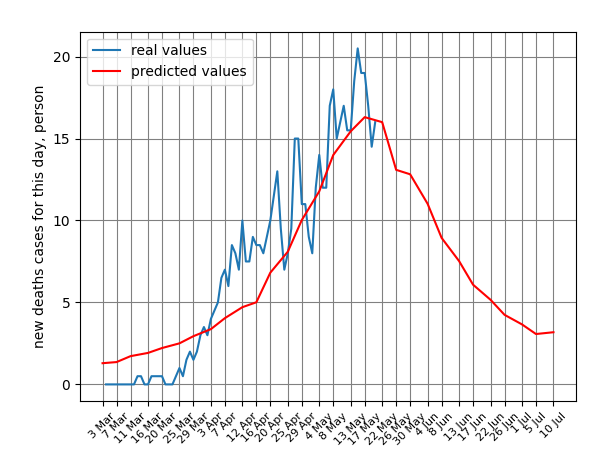 real values
predicted values
new deaths cases for this day, person
20
15
10
5
0
3 Mar
7 Mar
11 Mar
16 Mar
20 Mar
25 Mar
29 Mar
3 Apr
7 Apr
12 Apr
16 Apr
20 Apr
25 Apr
29 Apr
4 May
8 May
13 May
17 May
22 May
26 May
30 May
4 Jun
8 Jun
13 Jun
17 Jun
22 Jun
26 Jun
1 Jul
5 Jul
10 Jul